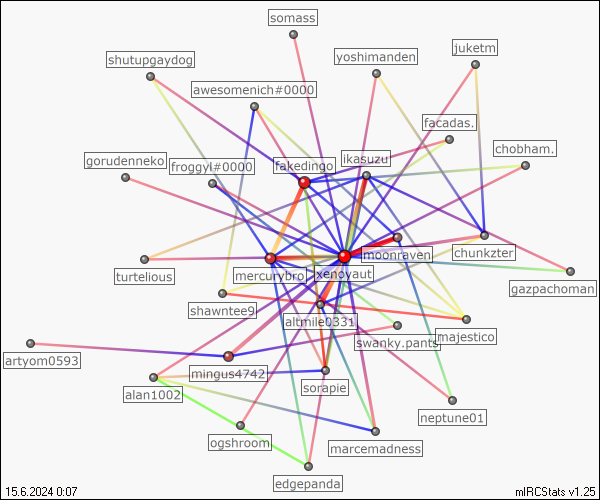 somass
juketm
yoshimanden
shutupgaydog
awesomenich#0000
facadas.
chobham.
ikasuzu
gorudenneko
froggyl#0000
fakedingo
moonraven
chunkzter
turtelious
mercurybro
xenoyaut
gazpachoman
shawntee9
altmile0331
swanky.pants
majestico
artyom0593
mingus4742
sorapie
alan1002
neptune01
ogshroom
marcemadness
edgepanda
15.6.2024 0:07
mIRCStats v1.25